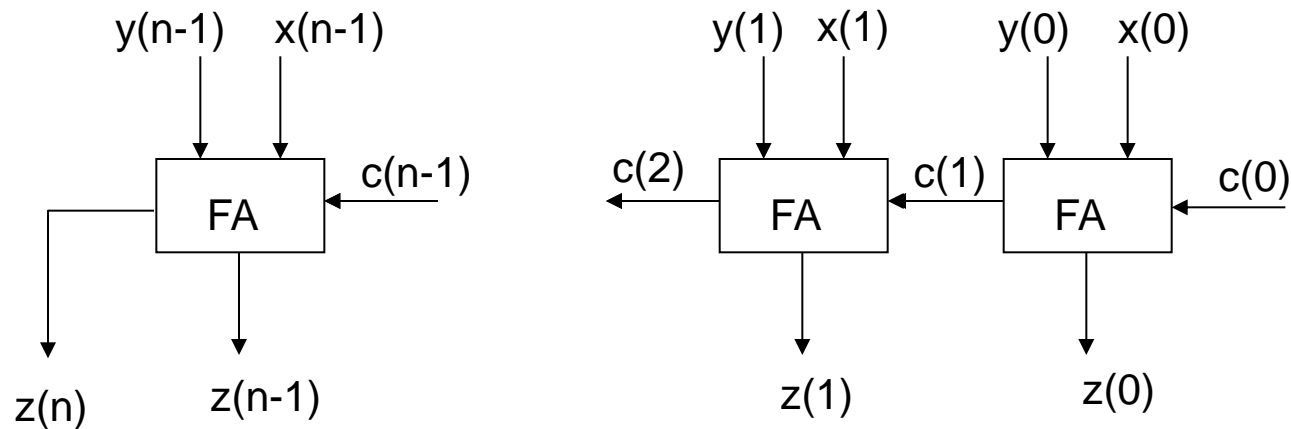 y(n-1) x(n-1) y(1) x(1) y(0) x(0)
c(n-1) c(2) c(1) c(0)
FA FA FA
z(n) z(n-1) z(1) z(0)